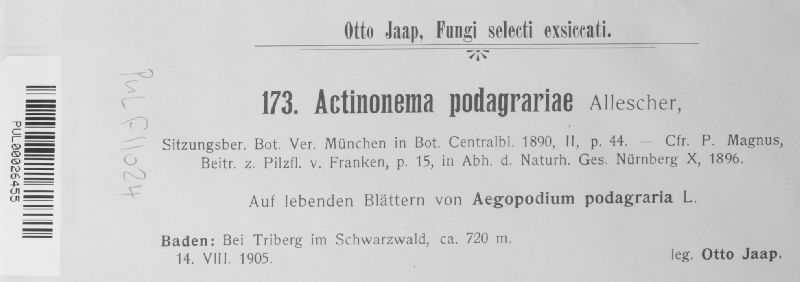 Otto Jaap, Fungi selecti exsiccati.
173. Actinonema podagrariae Allescher,
Sitzungsber. Bot. Ver. München in Bot. Centralbl. 1890, II, p. 44. — Cfr. P. Magnus,
Beitr. z. Pilzfl. v. Franken, p. 15, in Abh. d. Naturh. Ges. Nürnberg X, 1896.
Auf lebenden Blättern von Aegopodium podagraria L.
Baden: Bei Triberg im Schwarzwald, ca. 720 m.
14. VIII. 1905.
leg. Otto Jaap.
PUL F11024
PUL00026455